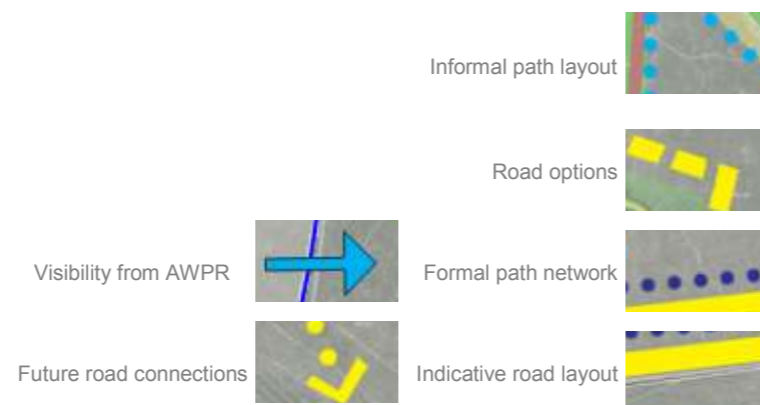 Informal path layout
Road options
Visibility from AWPR
Formal path network
Future road connections
Indicative road layout